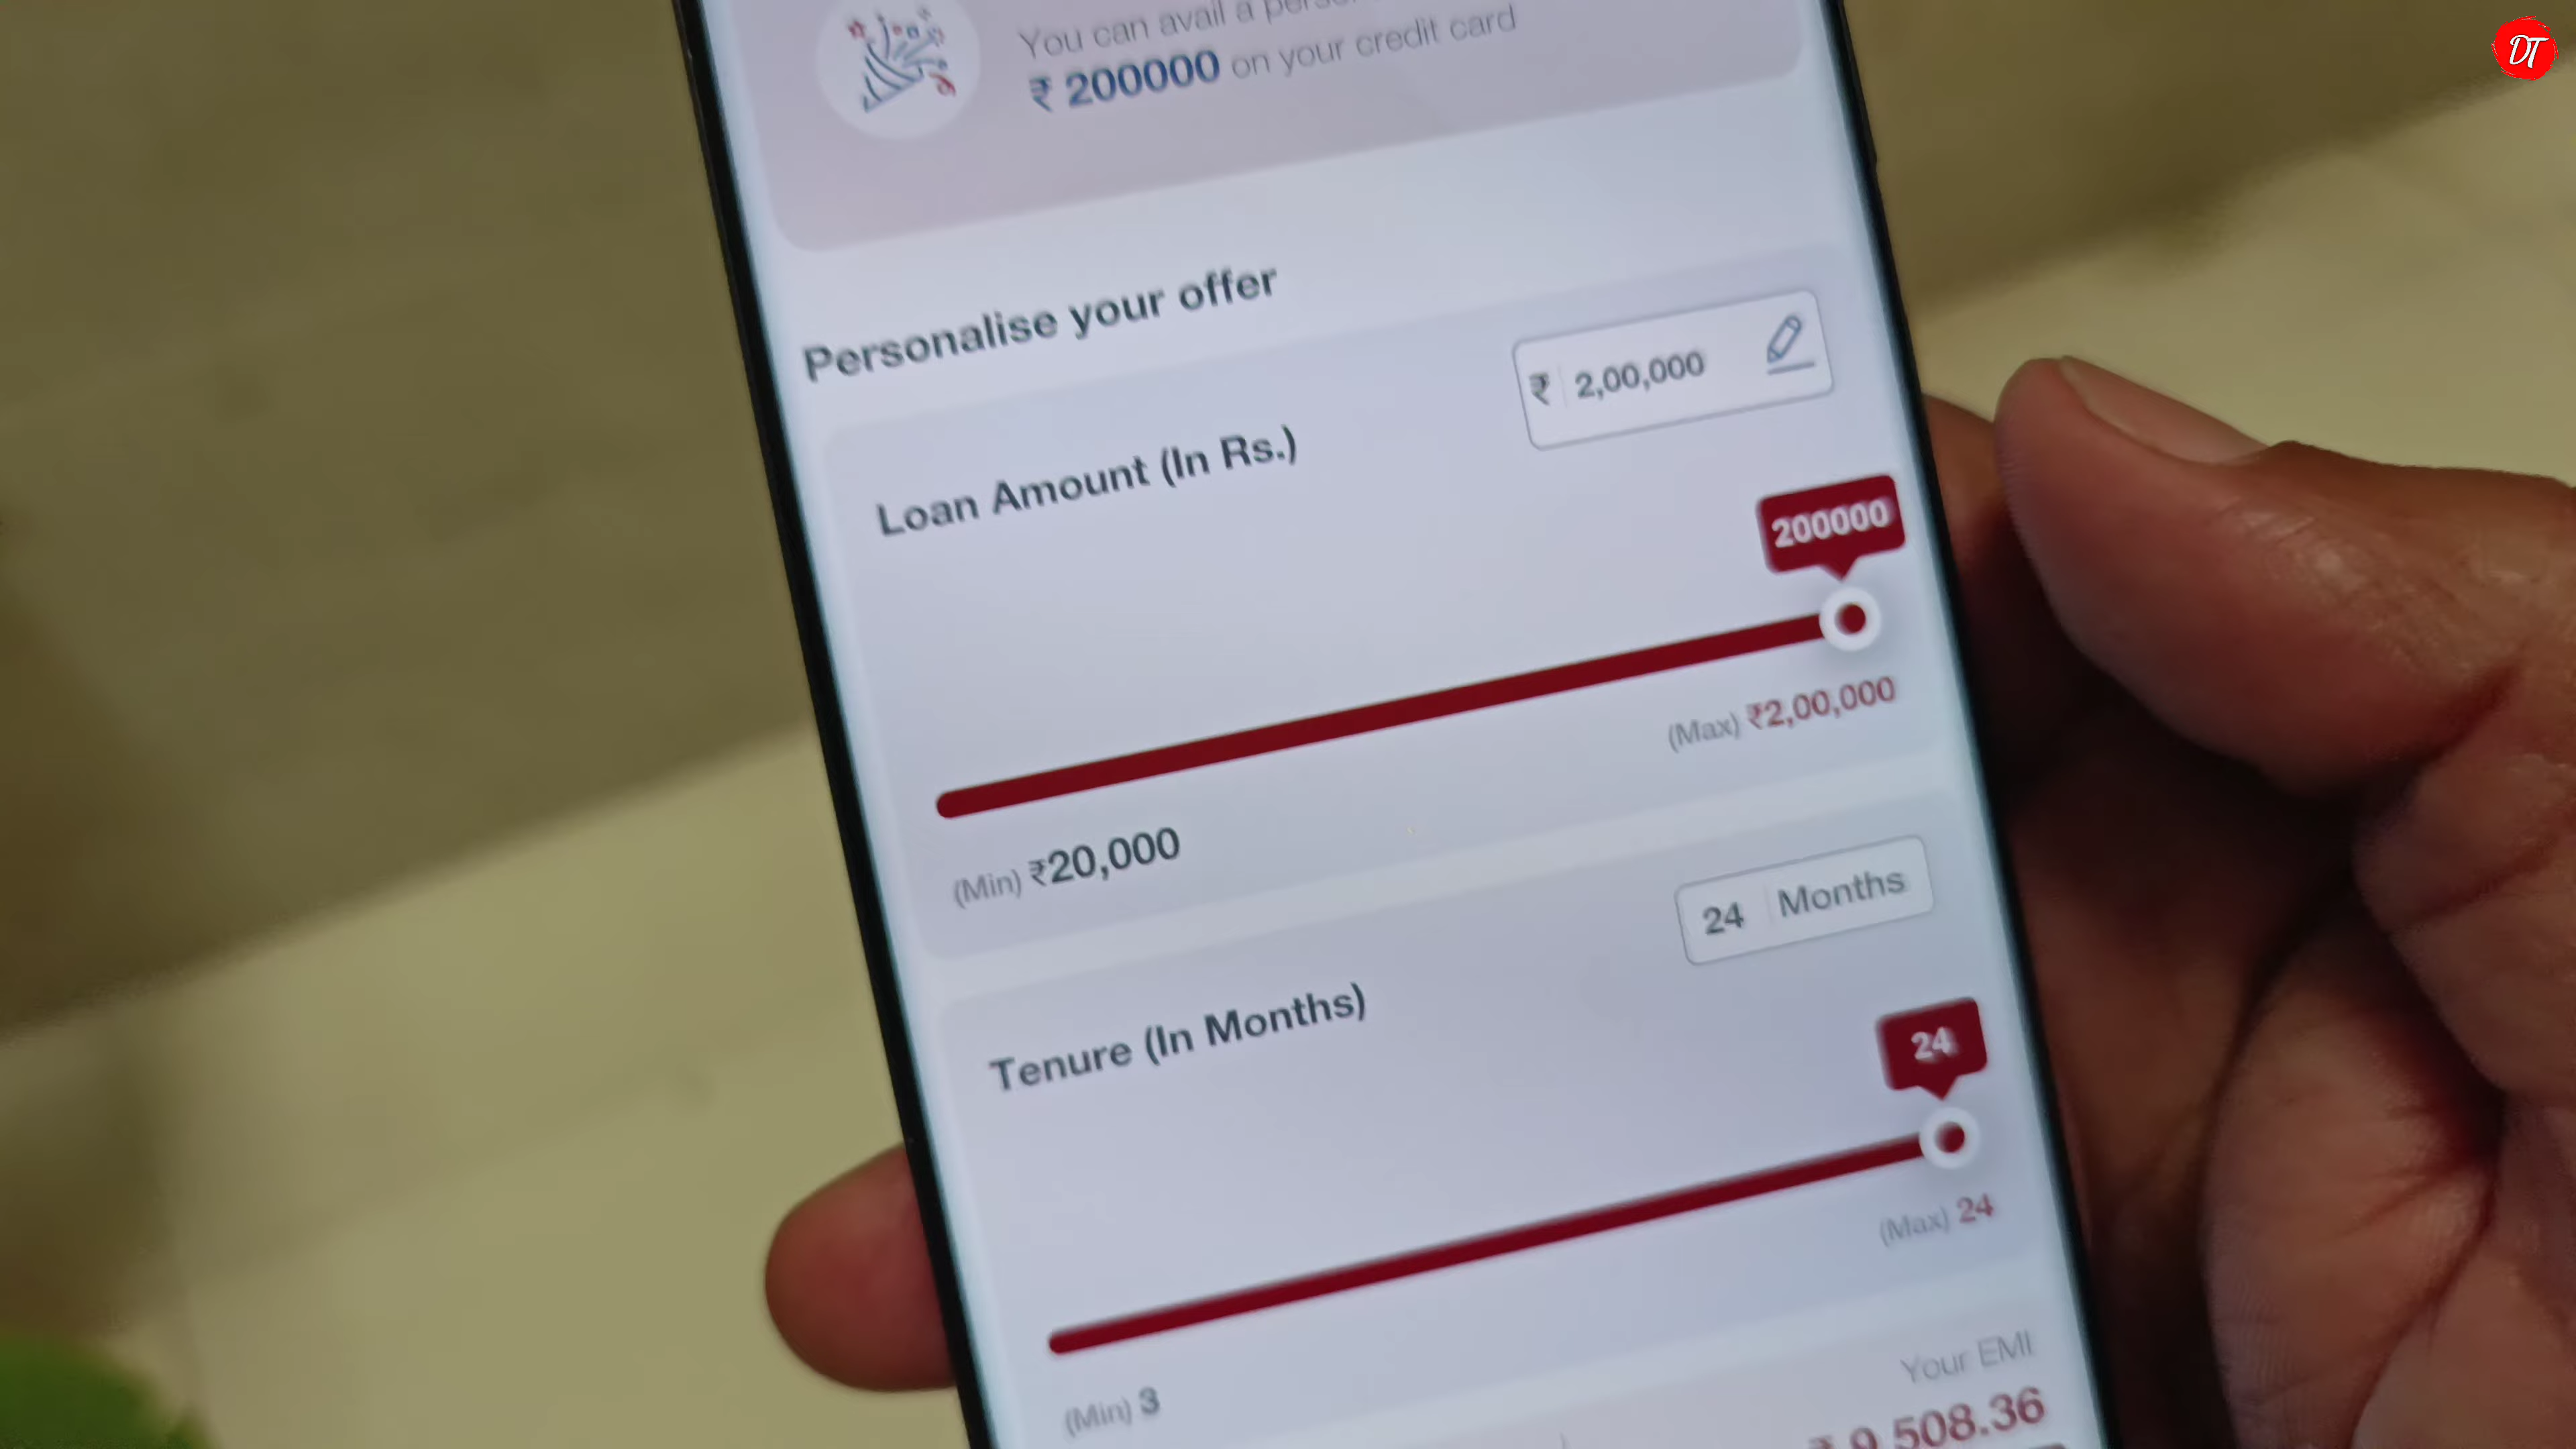 DT
You can avail a
₹ 200000 on your credit card
Personalise your offer
Loan Amount (In Rs.)
₹ 2,00,000
200000
(Min) ₹20,000
(Max) ₹2,00,000
Tenure (In Months)
24 Months
24
(Min) 3
(Max) 24
Your EMI
₹ 9,508.36